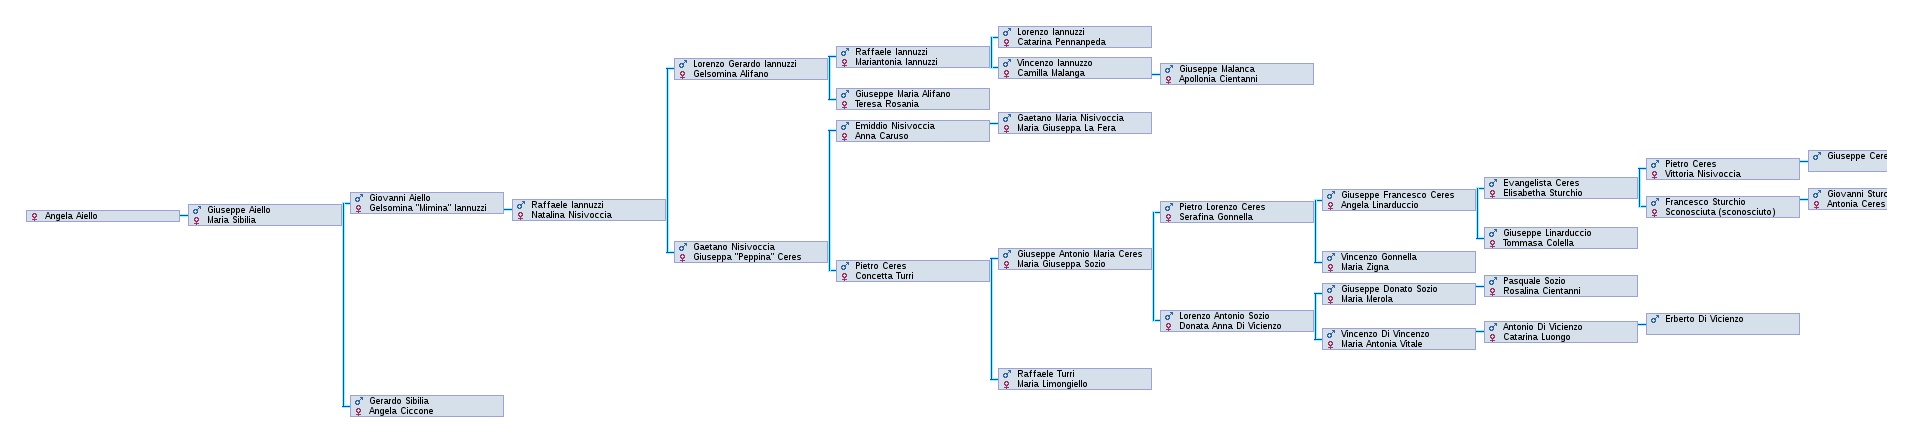 Angela Aiello
Giuseppe Aiello
Maria Sibilia
Giovanni Aiello
Gelsomina "Mimina" Iannuzzi
Gerardo Sibilia
Angela Ciccone
Raffaele Iannuzzi
Natalina Nisivoccia
Lorenzo Gerardo Iannuzzi
Gelsomina Alifano
Gaetano Nisivoccia
Giuseppa "Peppina" Ceres
Raffaele Iannuzzi
Mariantonia Iannuzzi
Giuseppe Maria Alifano
Teresa Rosania
Emiddio Nisivoccia
Anna Caruso
Pietro Ceres
Concetta Turri
Lorenzo Iannuzzi
Catarina Pennanpeda
Vincenzo Iannuzzo
Camilla Malanga
Gaetano Maria Nisivoccia
Maria Giuseppa La Fera
Giuseppe Antonio Maria Ceres
Maria Giuseppa Sozio
Raffaele Turri
Maria Limongiello
Giuseppe Malanca
Apollonia Cientanni
Pietro Lorenzo Ceres
Serafina Gonnella
Lorenzo Antonio Sozio
Donata Anna Di Vicienzo
Giuseppe Francesco Ceres
Angela Linarduccio
Vincenzo Gonnella
Maria Zigna
Giuseppe Donato Sozio
Maria Merola
Vincenzo Di Vincenzo
Maria Antonia Vitale
Evangelista Ceres
Elisabetha Sturchio
Giuseppe Linarduccio
Tommasa Colella
Pasquale Sozio
Rosalina Cientanni
Antonio Di Vicienzo
Catarina Luongo
Pietro Ceres
Vittoria Nisivoccia
Francesco Sturchio
Sconosciuta (sconosciuto)
Erberto Di Vicienzo
Giuseppe Cere
Giovanni Sturc
Antonia Ceres